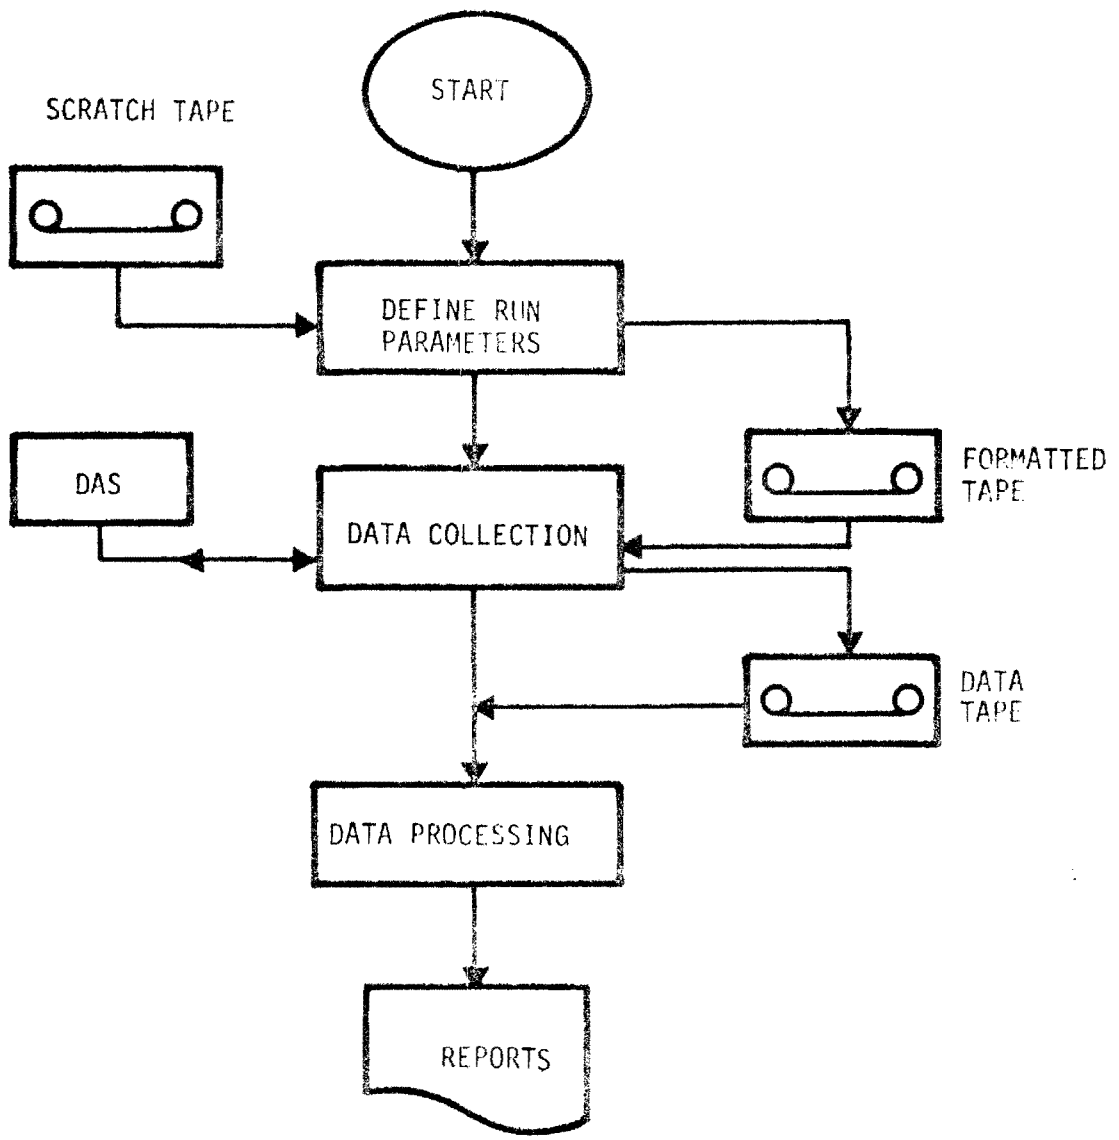 START
SCRATCH TAPE
DEFINE RUN
PARAMETERS
DAS
DATA COLLECTION
FORMATTED
TAPE
DATA
TAPE
DATA PROCESSING
REPORTS